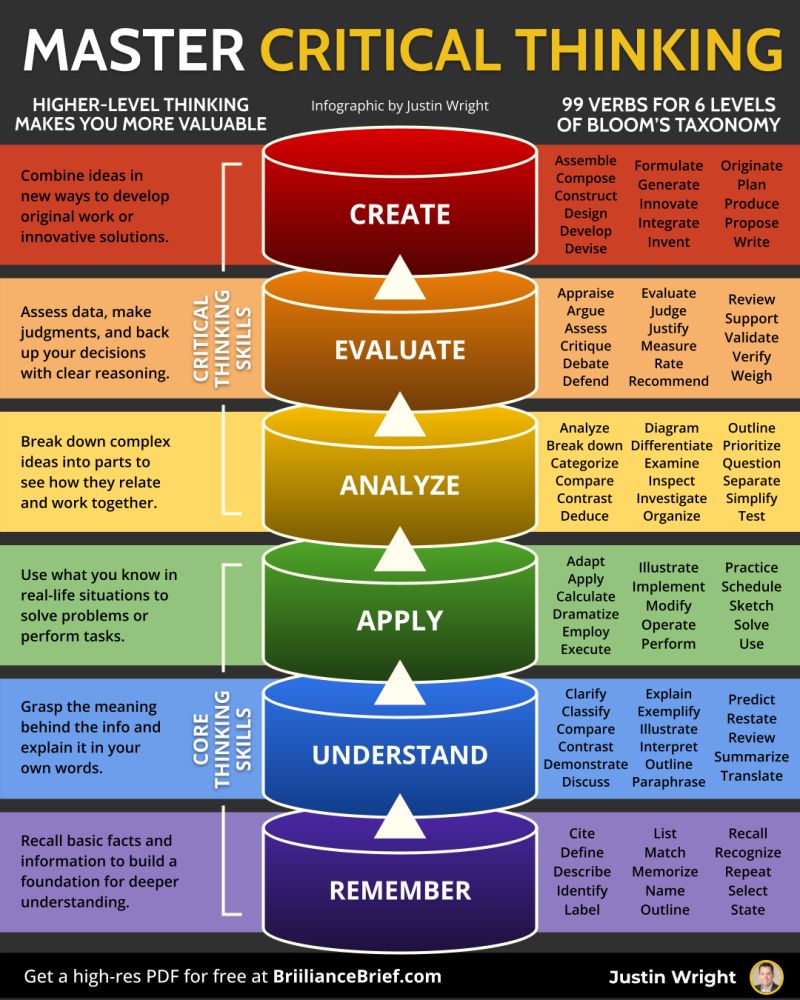 MASTER CRITICAL THINKING
HIGHER-LEVEL THINKING
MAKES YOU MORE VALUABLE
Infographic by Justin Wright
99 VERBS FOR 6 LEVELS
OF BLOOM'S TAXONOMY
Combine ideas in
new ways to develop
original work or
innovative solutions.
CREATE
Assemble
Compose
Construct
Design
Develop
Devise
Formulate
Generate
Innovate
Integrate
Invent
Originate
Plan
Produce
Propose
Write
CRITICAL
THINKING
SKILLS
Assess data, make
judgments, and back
up your decisions
with clear reasoning.
EVALUATE
Appraise
Argue
Assess
Critique
Debate
Defend
Evaluate
Judge
Justify
Measure
Rate
Recommend
Review
Support
Validate
Verify
Weigh
Break down complex
ideas into parts to
see how they relate
and work together.
ANALYZE
Analyze
Break down
Categorize
Compare
Contrast
Deduce
Diagram
Differentiate
Examine
Inspect
Investigate
Organize
Outline
Prioritize
Question
Separate
Simplify
Test
Use what you know in
real-life situations to
solve problems or
perform tasks.
APPLY
Adapt
Apply
Calculate
Dramatize
Employ
Execute
Illustrate
Implement
Modify
Operate
Perform
Practice
Schedule
Sketch
Solve
Use
CORE
THINKING
SKILLS
Grasp the meaning
behind the info and
explain it in your
own words.
UNDERSTAND
Clarify
Classify
Compare
Contrast
Demonstrate
Discuss
Explain
Exemplify
Illustrate
Interpret
Outline
Paraphrase
Predict
Restate
Review
Summarize
Translate
Recall basic facts and
information to build a
foundation for deeper
understanding.
REMEMBER
Cite
Define
Describe
Identify
Label
List
Match
Memorize
Name
Outline
Recall
Recognize
Repeat
Select
State
Get a high-res PDF for free at BriilianceBrief.com
Justin Wright